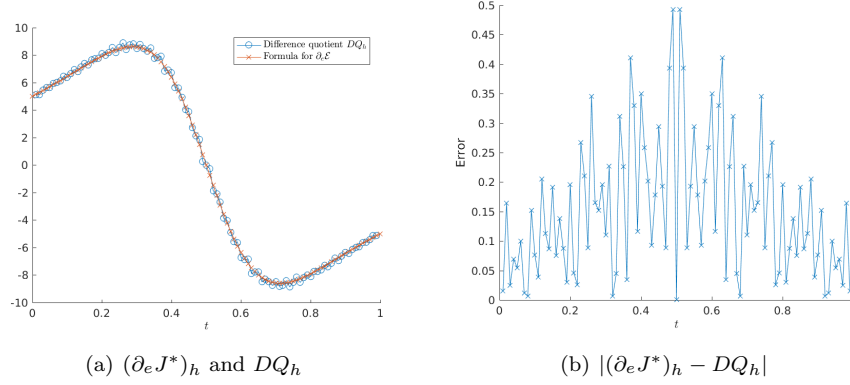 10
8
6
4
2
0
-2
-4
-6
-8
-10
0 0.2 0.4 0.6 0.8 1
t
Difference quotient DQ_h
Formula for ∂_e ℰ
(a) (∂_e J*)_h and DQ_h
0.5
0.45
0.4
0.35
0.3
0.25
0.2
0.15
0.1
0.05
0
Error
0 0.2 0.4 0.6 0.8
t
(b) |(∂_e J*)_h − DQ_h|